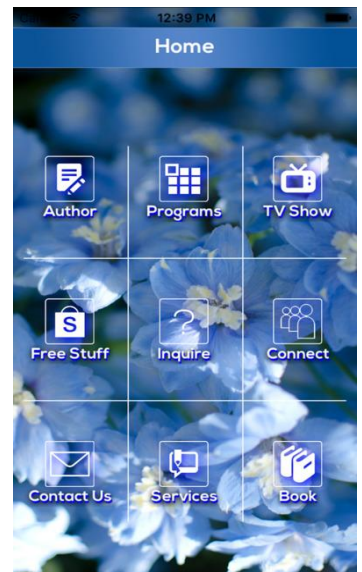 12:39 PM
Home
Author Programs TV Show
Free Stuff Inquire Connect
S
?
Contact Us Services Book